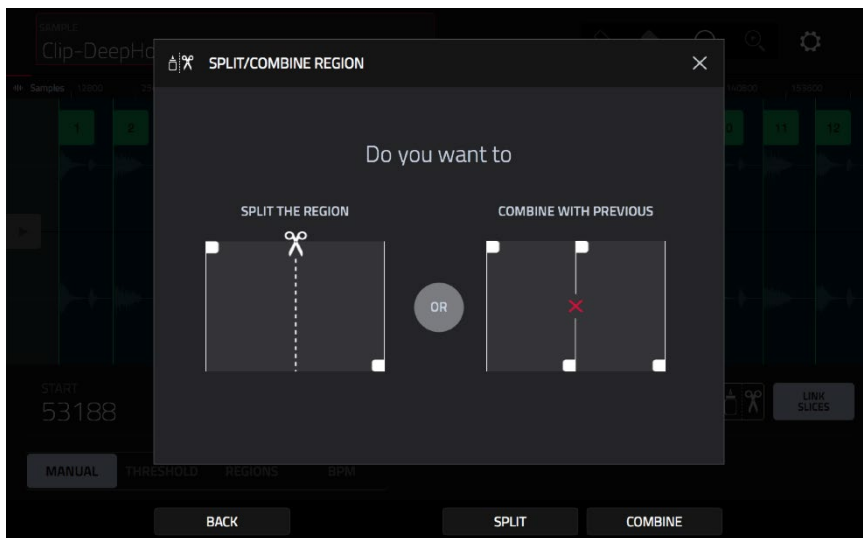 SAMPLE
Clip-DeepHo
SPLIT/COMBINE REGION
Samples
1 2 11 12
Do you want to
SPLIT THE REGION
COMBINE WITH PREVIOUS
OR
START
53188
LINK
SLICES
MANUAL THRESHOLD REGIONS BPM
BACK SPLIT COMBINE